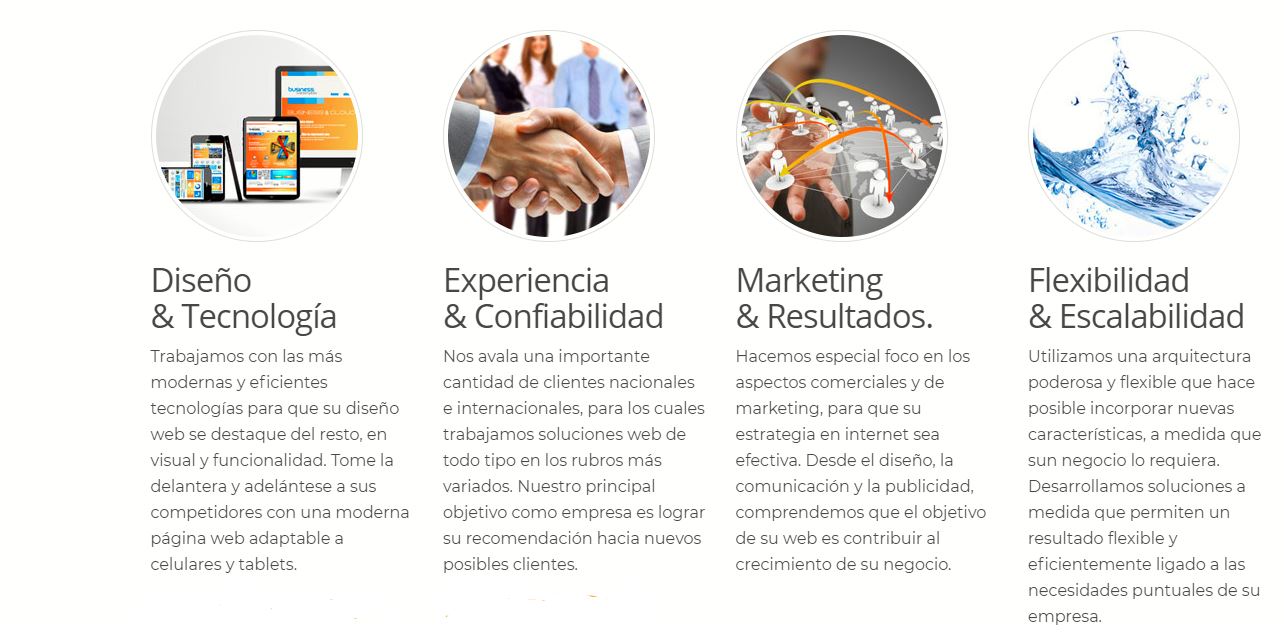 business
BUSINESS & CLOUD
Diseño
& Tecnología
Trabajamos con las más
modernas y eficientes
tecnologías para que su diseño
web se destaque del resto, en
visual y funcionalidad. Tome la
delantera y adelántese a sus
competidores con una moderna
página web adaptable a
celulares y tablets.
Experiencia
& Confiabilidad
Nos avala una importante
cantidad de clientes nacionales
e internacionales, para los cuales
trabajamos soluciones web de
todo tipo en los rubros más
variados. Nuestro principal
objetivo como empresa es lograr
su recomendación hacia nuevos
posibles clientes.
Marketing
& Resultados.
Hacemos especial foco en los
aspectos comerciales y de
marketing, para que su
estrategia en internet sea
efectiva. Desde el diseño, la
comunicación y la publicidad,
comprendemos que el objetivo
de su web es contribuir al
crecimiento de su negocio.
Flexibilidad
& Escalabilidad
Utilizamos una arquitectura
poderosa y flexible que hace
posible incorporar nuevas
características, a medida que
sun negocio lo requiera.
Desarrollamos soluciones a
medida que permiten un
resultado flexible y
eficientemente ligado a las
necesidades puntuales de su
empresa.